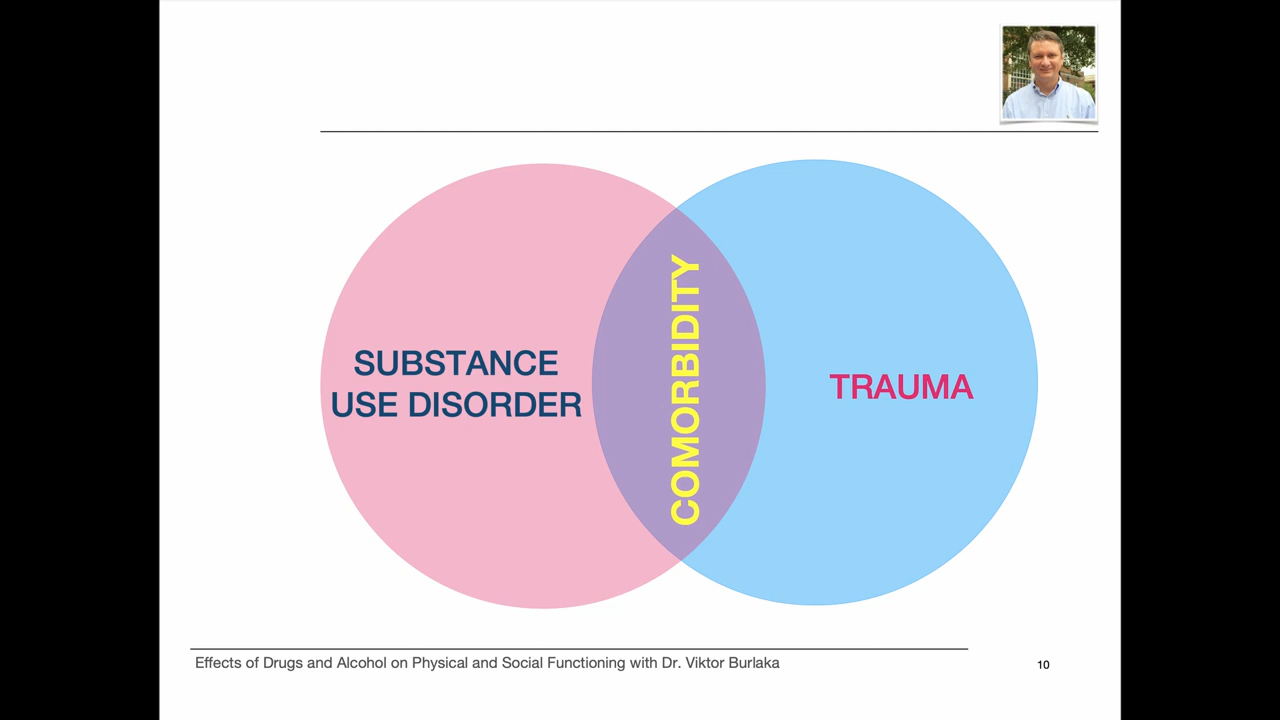 SUBSTANCE
USE DISORDER
COMORBIDITY
TRAUMA
Effects of Drugs and Alcohol on Physical and Social Functioning with Dr. Viktor Burlaka
10